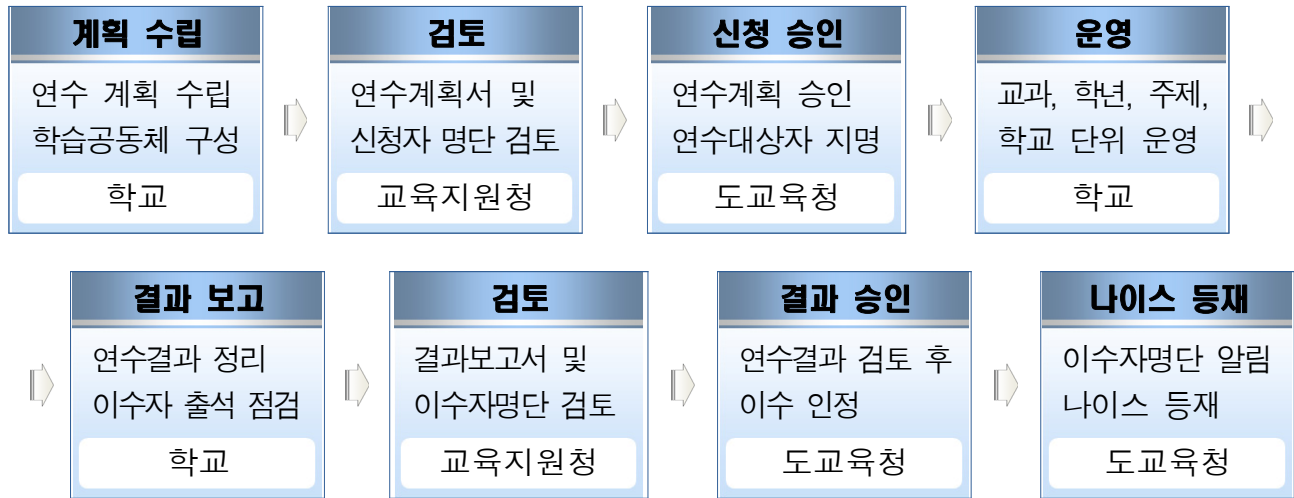 계획 수립
연수 계획 수립
학습공동체 구성
학교
검토
연수계획서 및
신청자 명단 검토
교육지원청
신청 승인
연수계획 승인
연수대상자 지명
도교육청
운영
교과, 학년, 주제,
학교 단위 운영
학교
결과 보고
연수결과 정리
이수자 출석 점검
학교
검토
결과보고서 및
이수자명단 검토
교육지원청
결과 승인
연수결과 검토 후
이수 인정
도교육청
나이스 등재
이수자명단 알림
나이스 등재
도교육청